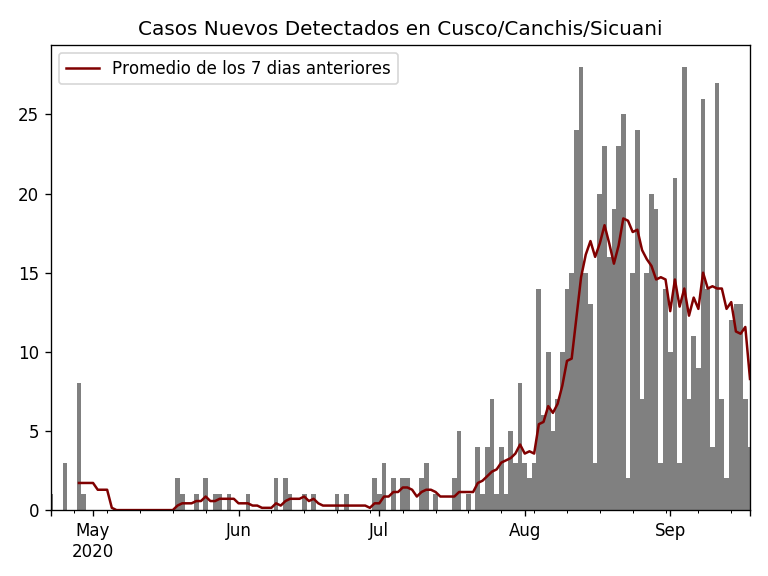 Casos Nuevos Detectados en Cusco/Canchis/Sicuani
Promedio de los 7 dias anteriores
25
20
15
10
5
0
May
2020
Jun
Jul
Aug
Sep